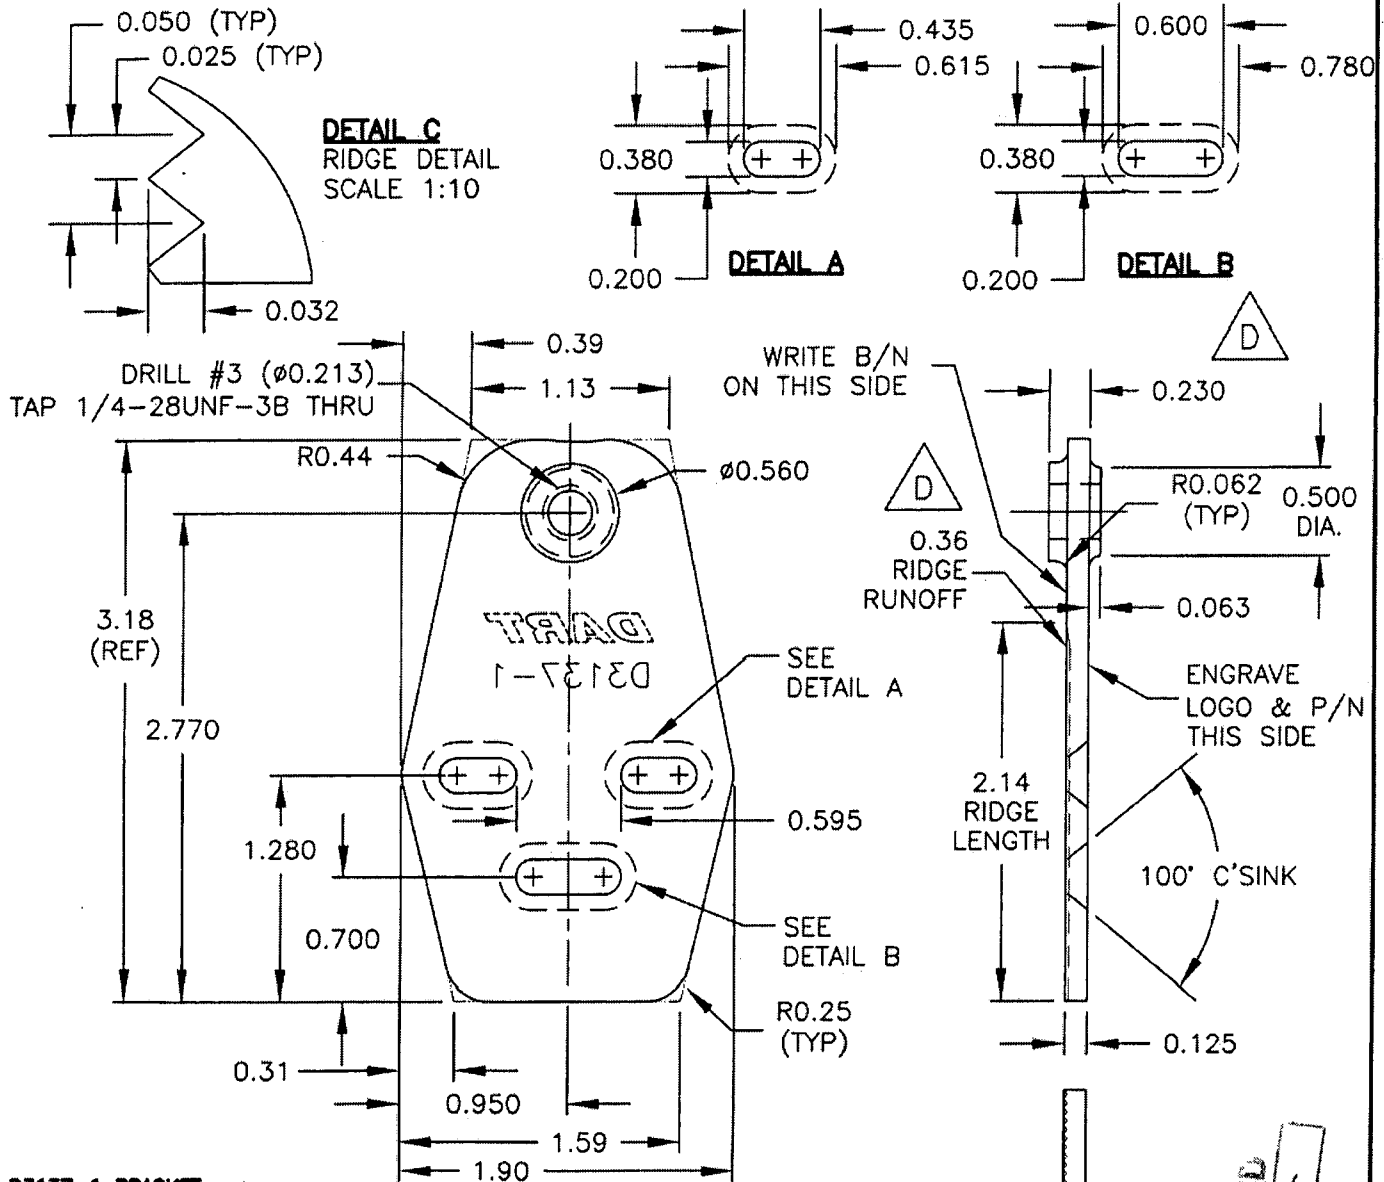 0.050 (TYP)
0.025 (TYP)
DETAIL C
RIDGE DETAIL
SCALE 1:10
0.032
0.435
0.615
0.380
0.200
DETAIL A
0.600
0.780
0.380
0.200
DETAIL B
D
0.39
1.13
DRILL #3 (ø0.213)
TAP 1/4-28UNF-3B THRU
R0.44
ø0.560
WRITE B/N
ON THIS SIDE
0.230
D
R0.062
(TYP)
0.500
DIA.
0.36
RIDGE
RUNOFF
0.063
3.18
(REF)
2.770
DART
D3137-1
SEE
DETAIL A
ENGRAVE
LOGO & P/N
THIS SIDE
2.14
RIDGE
LENGTH
0.595
1.280
100° C'SINK
0.700
SEE
DETAIL B
R0.25
(TYP)
0.125
0.31
0.950
1.59
1.90